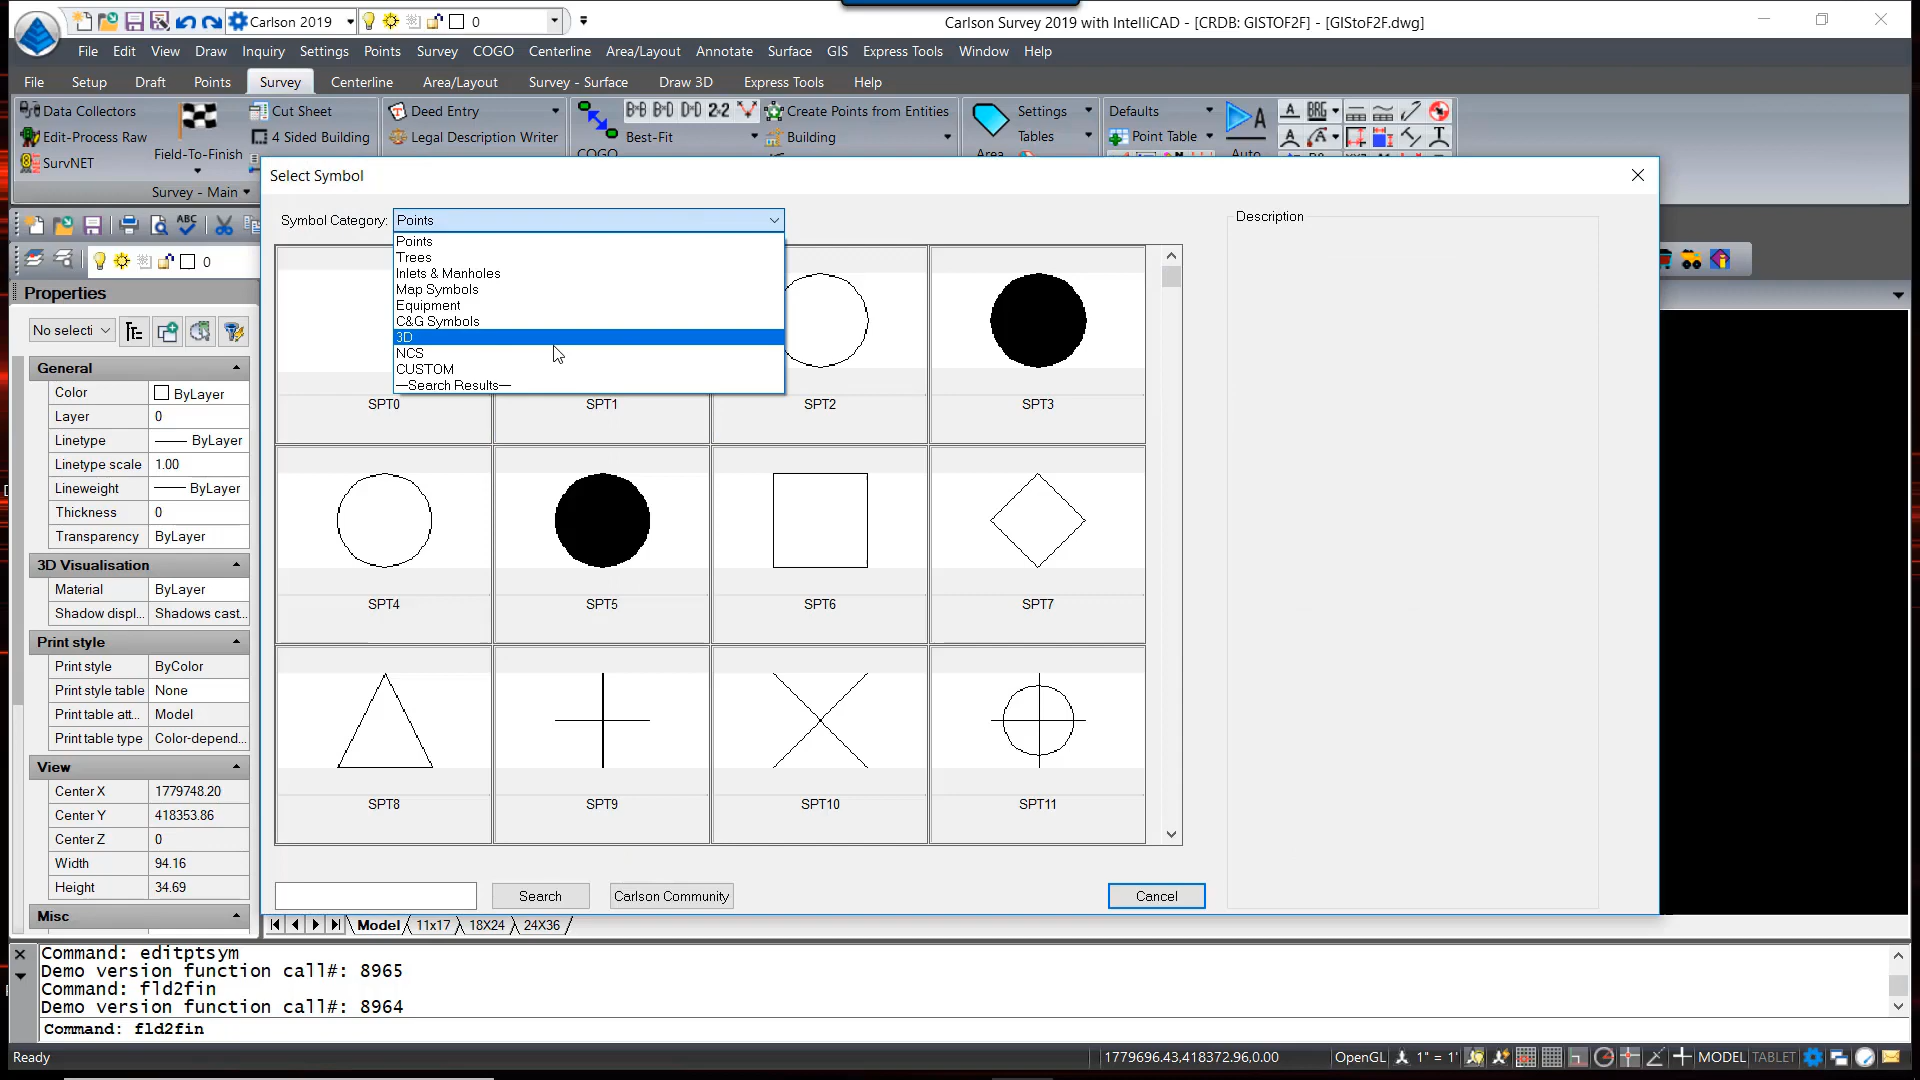 Carlson 2019
0
Carlson Survey 2019 with IntelliCAD - [CRDB: GISTOF2F] - [GIStoF2F.dwg]
File Edit View Draw Inquiry Settings Points Survey COGO Centerline Area/Layout Annotate Surface GIS Express Tools Window Help
File Setup Draft Points Survey Centerline Area/Layout Survey - Surface Draw 3D Express Tools Help
Data Collectors
Edit-Process Raw
SurvNET
Field-To-Finish
Cut Sheet
4 Sided Building
Survey - Main
Deed Entry
Legal Description Writer
COGO
Best-Fit
Create Points from Entities
Building
Area
Settings
Tables
Defaults
Point Table
Auto
BRG
ABC
0
Select Symbol
Symbol Category: Points
Points
Trees
Inlets & Manholes
Map Symbols
Equipment
C&G Symbols
3D
NCS
CUSTOM
—Search Results—
Description
SPT0 SPT1 SPT2 SPT3
SPT4 SPT5 SPT6 SPT7
SPT8 SPT9 SPT10 SPT11
Search Carlson Community Cancel
Properties
No selecti
General
Color ByLayer
Layer 0
Linetype ByLayer
Linetype scale 1.00
Lineweight ByLayer
Thickness 0
Transparency ByLayer
3D Visualisation
Material ByLayer
Shadow displ... Shadows cast...
Print style
Print style ByColor
Print style table None
Print table att... Model
Print table type Color-depend...
View
Center X 1779748.20
Center Y 418353.86
Center Z 0
Width 94.16
Height 34.69
Misc
Model 11x17 18X24 24X36
Command: editptsym
Demo version function call#: 8965
Command: fld2fin
Demo version function call#: 8964
Command: fld2fin
Ready
1779696.43,418372.96,0.00 OpenGL 1" = 1' MODEL TABLET